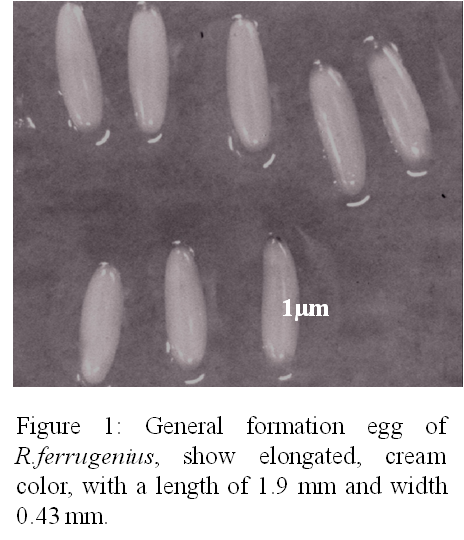 1μm
Figure 1: General formation egg of
R.ferrugenius, show elongated, cream
color, with a length of 1.9 mm and width
0.43 mm.